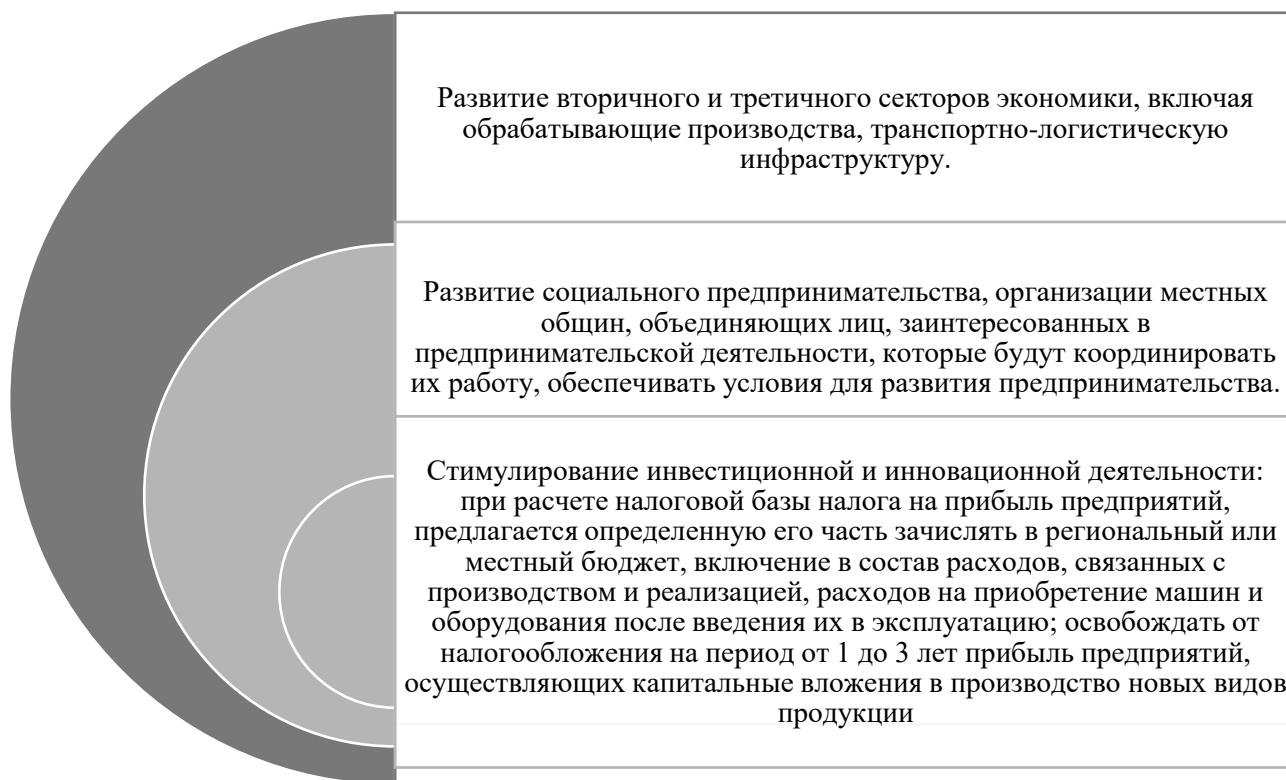 Развитие вторичного и третичного секторов экономики, включая
обрабатывающие производства, транспортно-логистическую
инфраструктуру.
Развитие социального предпринимательства, организации местных
общин, объединяющих лиц, заинтересованных в
предпринимательской деятельности, которые будут координировать
их работу, обеспечивать условия для развития предпринимательства.
Стимулирование инвестиционной и инновационной деятельности:
при расчете налоговой базы налога на прибыль предприятий,
предлагается определенную его часть зачислять в региональный или
местный бюджет, включение в состав расходов, связанных с
производством и реализацией, расходов на приобретение машин и
оборудования после введения их в эксплуатацию; освобождать от
налогообложения на период от 1 до 3 лет прибыль предприятий,
осуществляющих капитальные вложения в производство новых видов
продукции